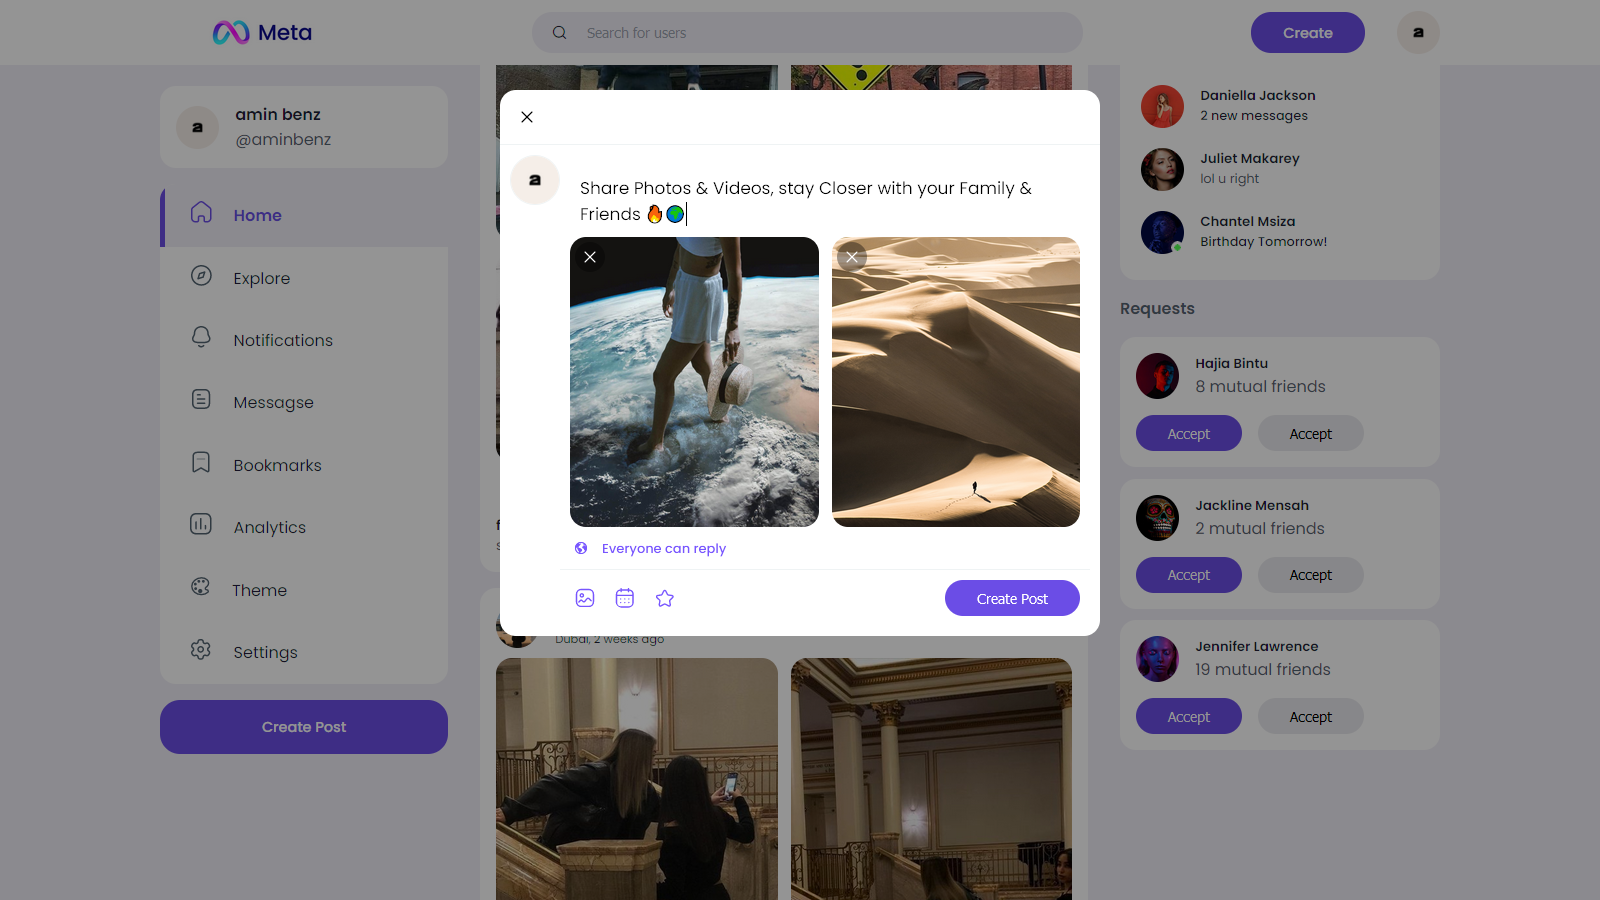 Meta
Search for users
Create
a
amin benz
@aminbenz
a
Home
Explore
Notifications
Messagse
Bookmarks
Analytics
Theme
Settings
Create Post
a
Share Photos & Videos, stay Closer with your Family &
Friends 🔥🌍
Everyone can reply
Create Post
Dubai, 2 weeks ago
Daniella Jackson
2 new messages
Juliet Makarey
lol u right
Chantel Msiza
Birthday Tomorrow!
Requests
Hajia Bintu
8 mutual friends
Accept
Accept
Jackline Mensah
2 mutual friends
Accept
Accept
Jennifer Lawrence
19 mutual friends
Accept
Accept